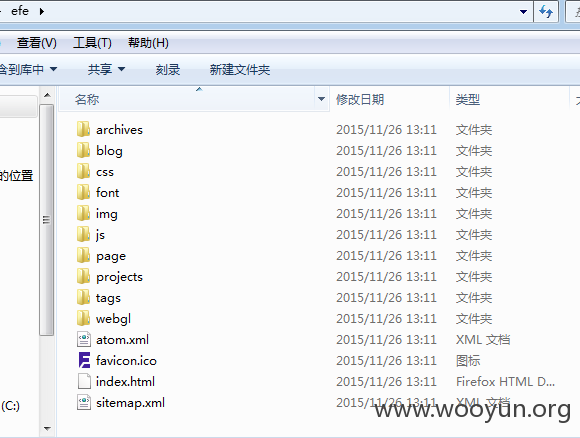 efe
查看(V) 工具(T) 帮助(H)
含到库中 共享 刻录 新建文件夹
名称 修改日期 类型
archives 2015/11/26 13:11 文件夹
blog 2015/11/26 13:11 文件夹
css 2015/11/26 13:11 文件夹
的位置 font 2015/11/26 13:11 文件夹
img 2015/11/26 13:11 文件夹
js 2015/11/26 13:11 文件夹
page 2015/11/26 13:11 文件夹
projects 2015/11/26 13:11 文件夹
tags 2015/11/26 13:11 文件夹
webgl 2015/11/26 13:11 文件夹
atom.xml 2015/11/26 13:11 XML 文档
favicon.ico 2015/11/26 13:11 图标
index.html 2015/11/26 13:11 Firefox HTML D...
(C:) sitemap.xml 2015/11/26 13:11 XML 文档
www.wooyun.org